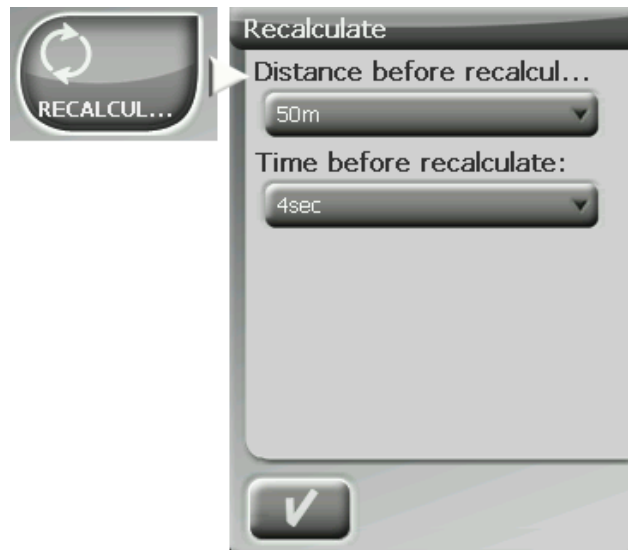 RECALCUL...
Recalculate
Distance before recalcul...
50m
Time before recalculate:
4sec